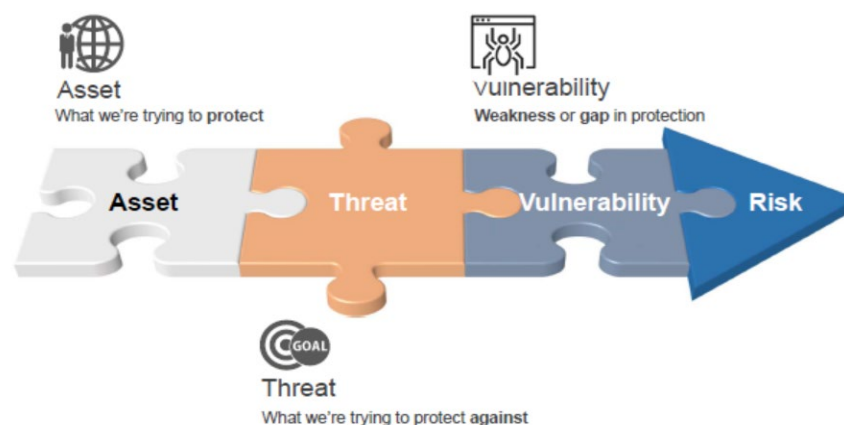 Asset
What we're trying to protect
Vulnerability
Weakness or gap in protection
Asset
Threat
Vulnerability
Risk
GOAL
Threat
What we're trying to protect against